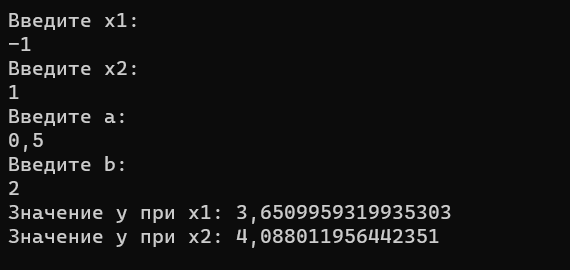 Введите x1:
-1
Введите x2:
1
Введите a:
0,5
Введите b:
2
Значение y при x1: 3,6509959319935303
Значение y при x2: 4,088011956442351